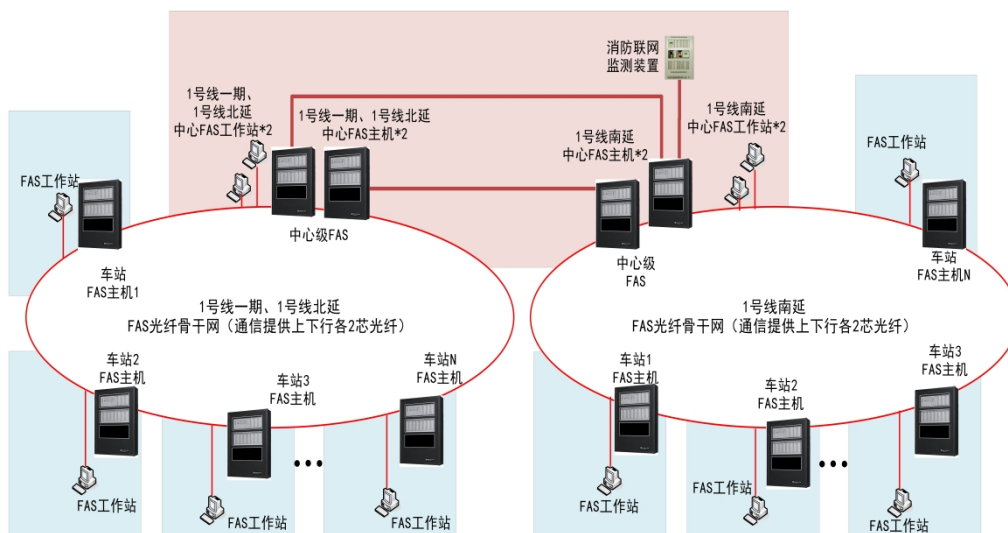 消防联网
监测装置
1号线一期、
1号线北延
中心FAS工作站*2
1号线一期、1号线北延
中心FAS主机*2
1号线南延
中心FAS主机*2
1号线南延
中心FAS工作站*2
FAS工作站
FAS工作站
中心级FAS
中心级
FAS
车站
FAS主机1
车站
FAS主机N
1号线一期、1号线北延
FAS光纤骨干网（通信提供上下行各2芯光纤）
1号线南延
FAS光纤骨干网（通信提供上下行各2芯光纤）
车站2
FAS主机
车站3
FAS主机
车站N
FAS主机
车站1
FAS主机
车站2
FAS主机
车站3
FAS主机
FAS工作站
FAS工作站
FAS工作站
FAS工作站
FAS工作站
FAS工作站